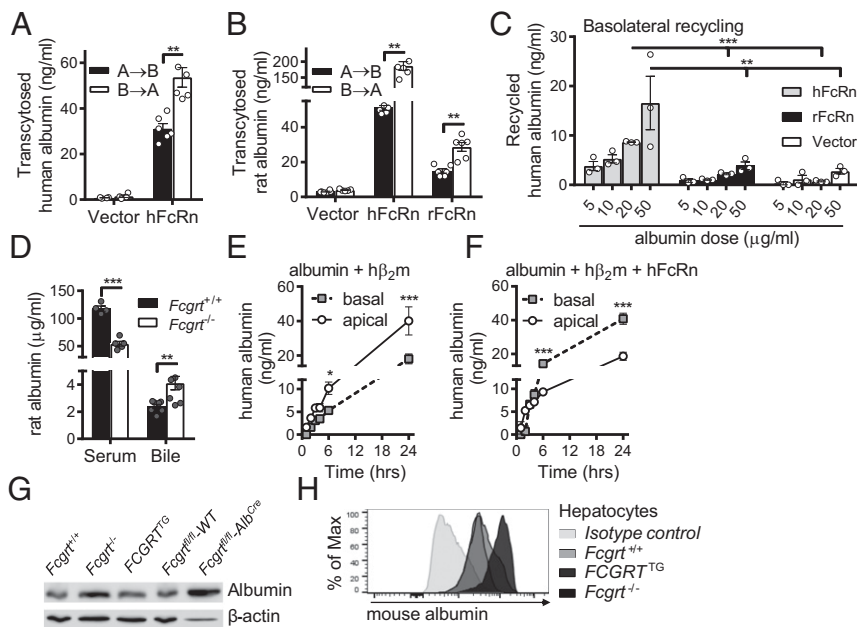 A
Transcytosed
human albumin (ng/ml)
60
40
20
0
**
A→B
B→A
Vector
hFcRn
B
Transcytosed
rat albumin (ng/ml)
200
150
60
40
20
0
**
**
A→B
B→A
Vector
hFcRn
rFcRn
C
Basolateral recycling
Recycled
human albumin (ng/ml)
30
20
10
0
***
**
hFcRn
rFcRn
Vector
5 10 20 50
5 10 20 50
5 10 20 50
albumin dose (μg/ml)
D
rat albumin (μg/ml)
150
100
50
6
4
2
0
***
**
Fcgrt+/+
Fcgrt-/-
Serum
Bile
E
albumin + hβ2m
basal
apical
human albumin
(ng/ml)
60
40
20
10
5
0
*
***
0 6 12 18 24
Time (hrs)
F
albumin + hβ2m + hFcRn
basal
apical
human albumin
(ng/ml)
60
40
20
10
5
0
***
***
0 6 12 18 24
Time (hrs)
G
Fcgrt+/+
Fcgrt-/-
FCGRTTG
Fcgrtfl/fl-WT
Fcgrtfl/fl-AlbCre
Albumin
β-actin
H
% of Max
mouse albumin
Hepatocytes
Isotype control
Fcgrt+/+
FCGRTTG
Fcgrt-/-